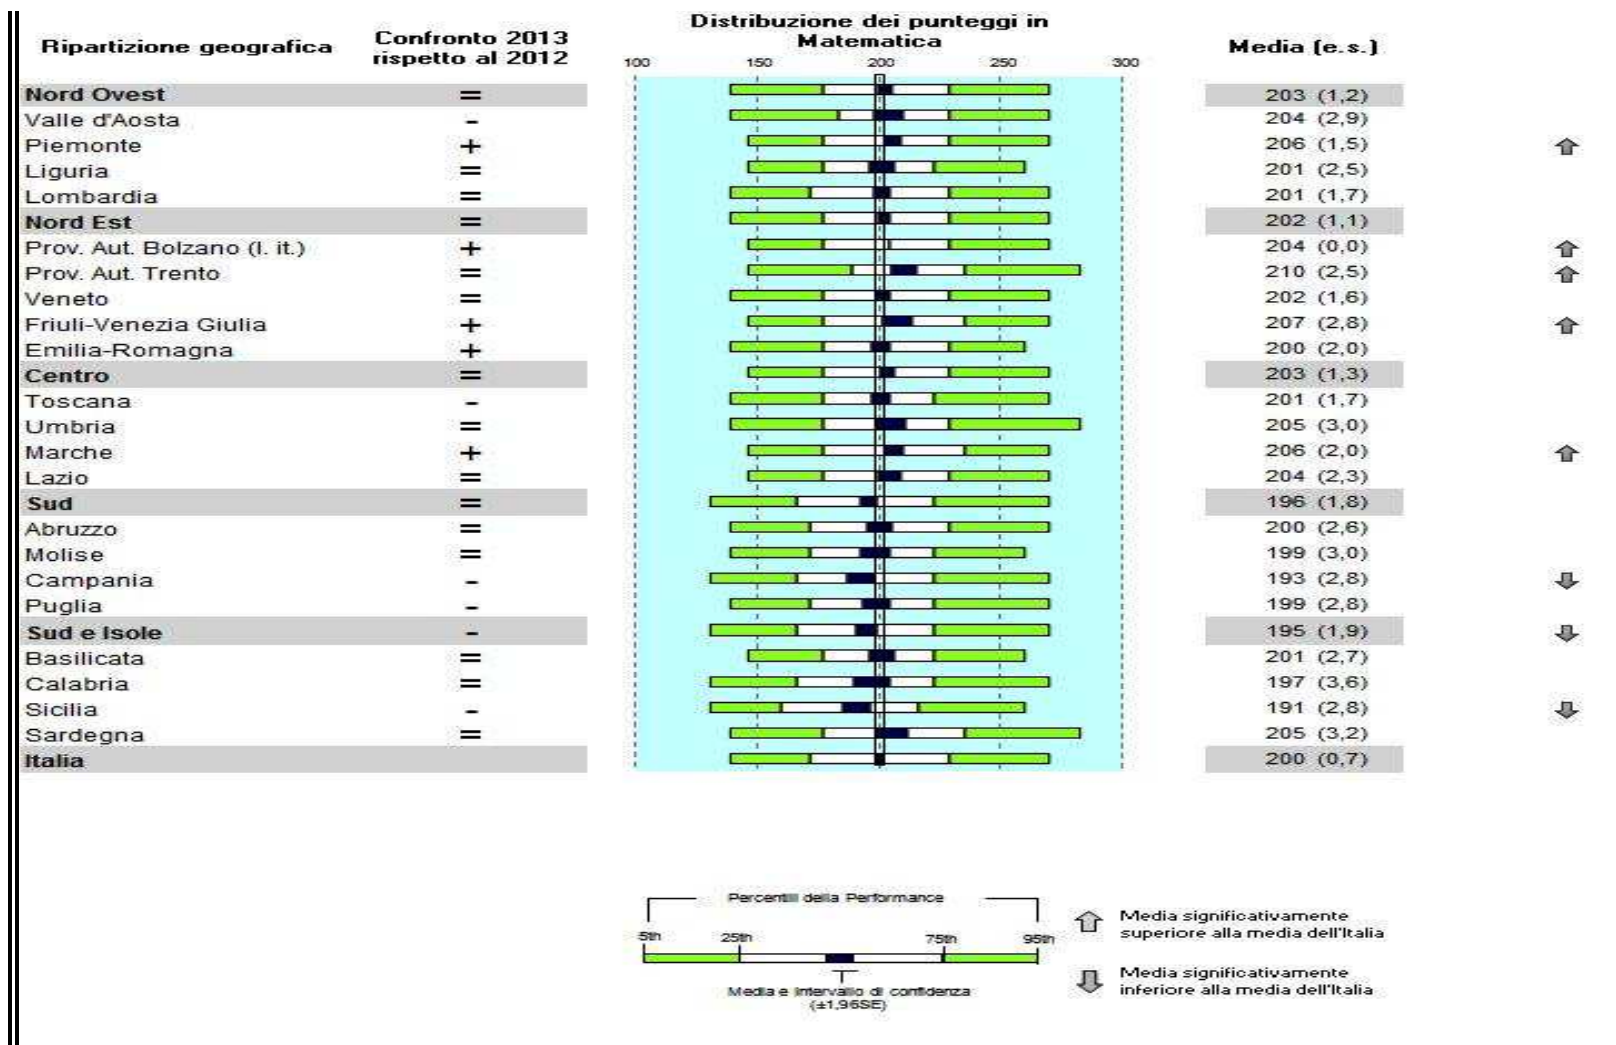 Distribuzione dei punteggi in
Matematica
Ripartizione geografica
Confronto 2013
rispetto al 2012
Media (e.s.)
100 150 200 250 300
Nord Ovest = 203 (1,2)
Valle d'Aosta - 204 (2,9)
Piemonte + 206 (1,5)
Liguria = 201 (2,5)
Lombardia = 201 (1,7)
Nord Est = 202 (1,1)
Prov. Aut. Bolzano (l. it.) + 204 (0,0)
Prov. Aut. Trento = 210 (2,5)
Veneto = 202 (1,6)
Friuli-Venezia Giulia + 207 (2,8)
Emilia-Romagna + 200 (2,0)
Centro = 203 (1,3)
Toscana - 201 (1,7)
Umbria = 205 (3,0)
Marche + 206 (2,0)
Lazio = 204 (2,3)
Sud = 196 (1,8)
Abruzzo = 200 (2,6)
Molise = 199 (3,0)
Campania - 193 (2,8)
Puglia - 199 (2,8)
Sud e Isole - 195 (1,9)
Basilicata = 201 (2,7)
Calabria = 197 (3,6)
Sicilia - 191 (2,8)
Sardegna = 205 (3,2)
Italia 200 (0,7)
Percentili della Performance
5th 25th 75th 95th
Media e Intervallo di confidenza
(±1,96SE)
Media significativamente
superiore alla media dell'Italia
Media significativamente
inferiore alla media dell'Italia